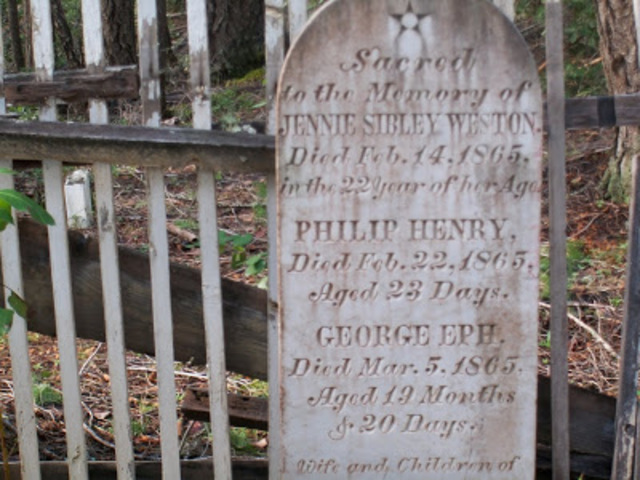 Sacred
to the Memory of
JENNIE SIBLEY WESTON.
Died Feb. 14, 1865,
in the 22 year of her Age
PHILIP HENRY,
Died Feb. 22, 1865,
Aged 23 Days.
GEORGE EPH.
Died Mar. 5, 1865,
Aged 19 Months
& 20 Days.
Wife and Children of